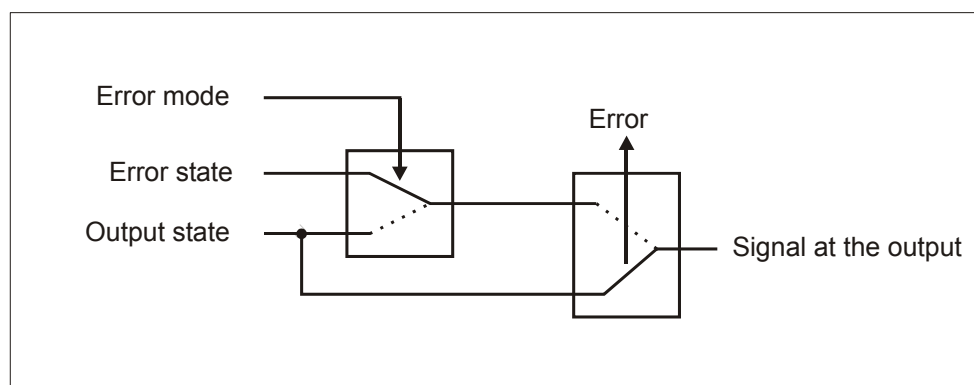 Error mode
Error
Error state
Output state
Signal at the output